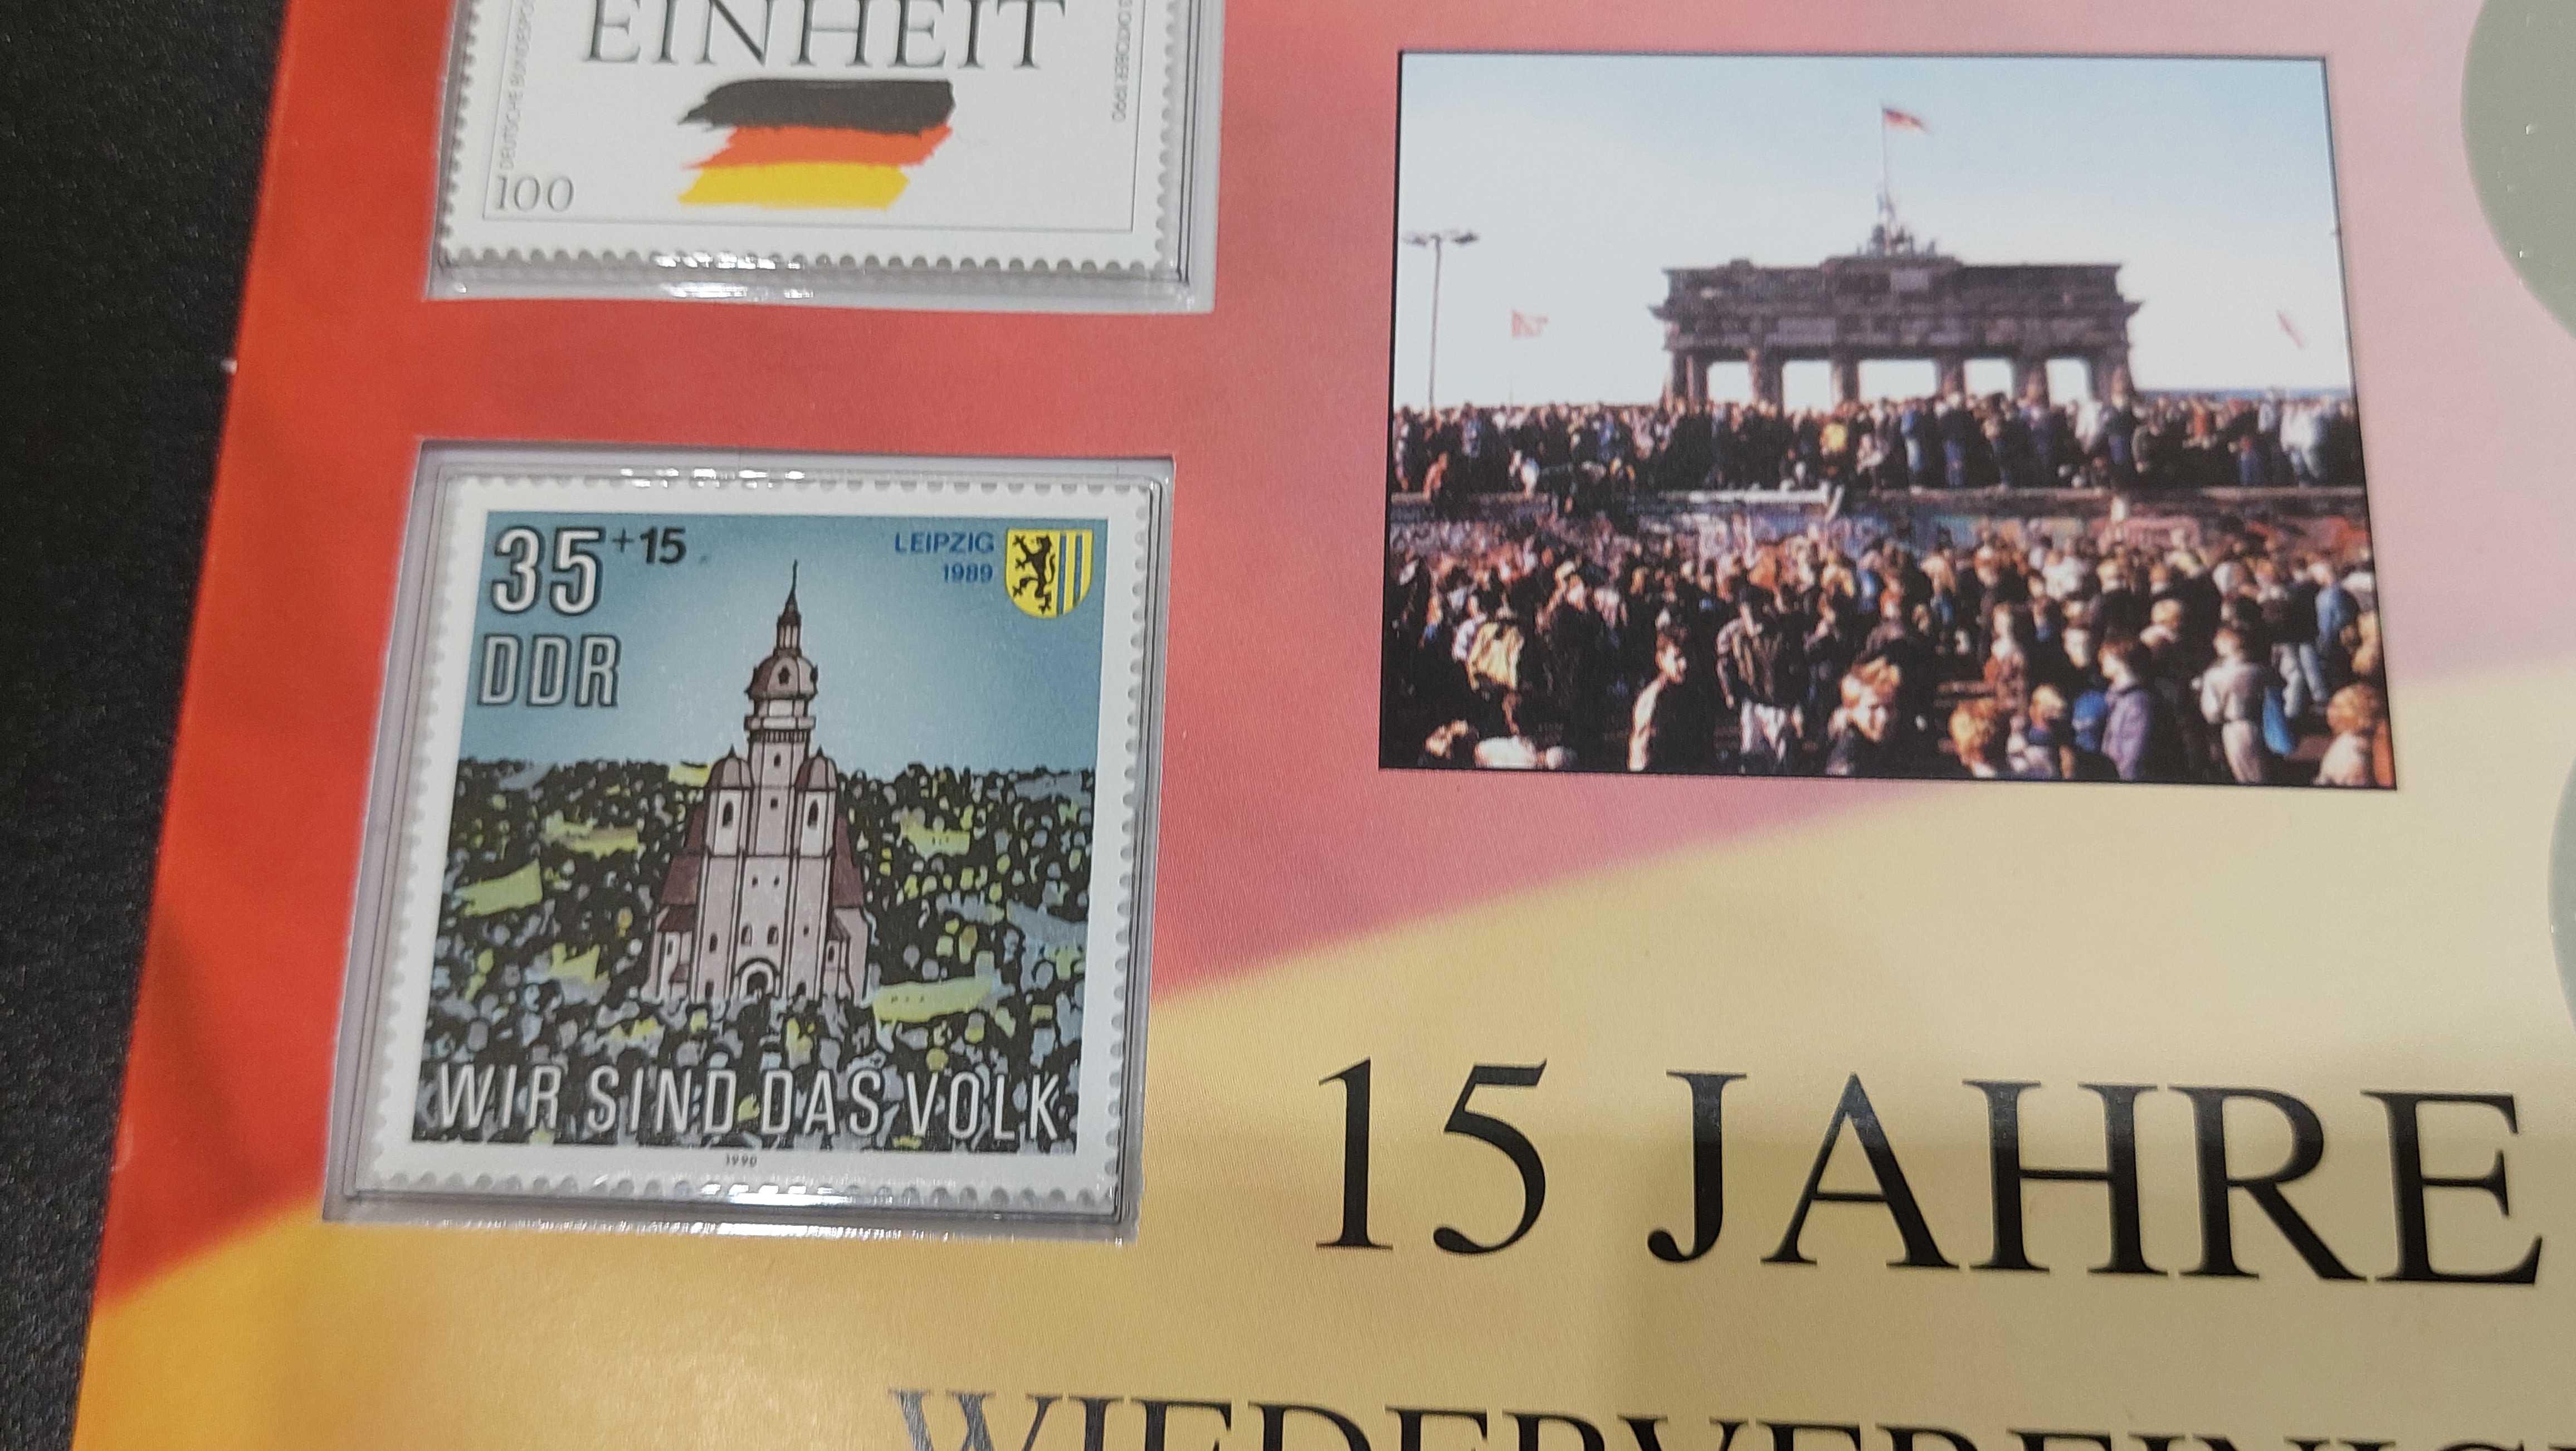 EINHEIT
100
35 +15
DDR
LEIPZIG
1989
WIR SIND DAS VOLK
1990
15 JAHRE